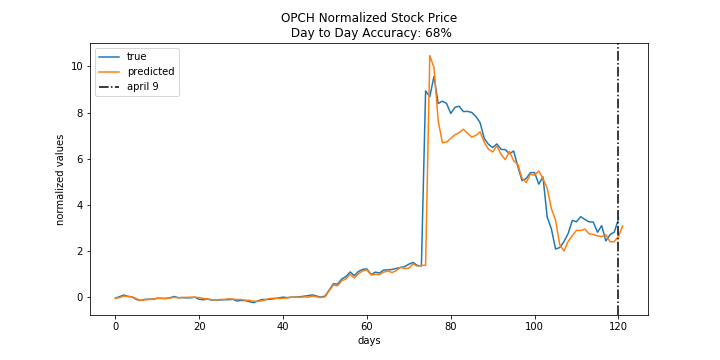 OPCH Normalized Stock Price
Day to Day Accuracy: 68%
true
predicted
april 9
normalized values
10
8
6
4
2
0
0 20 40 60 80 100 120
days